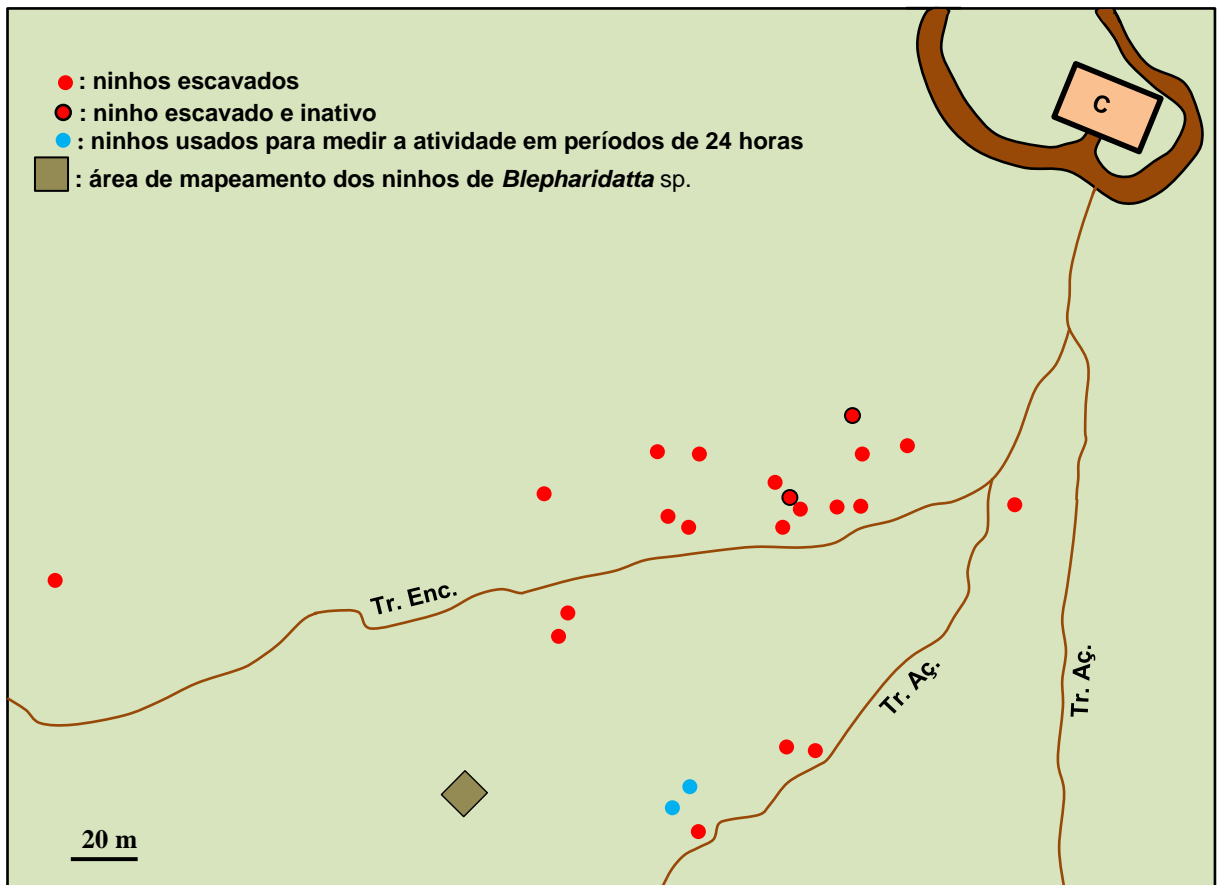 : ninhos escavados
: ninho escavado e inativo
: ninhos usados para medir a atividade em períodos de 24 horas
: área de mapeamento dos ninhos de Blepharidatta sp.
C
Tr. Enc.
Tr. Aç.
Tr. Aç.
20 m